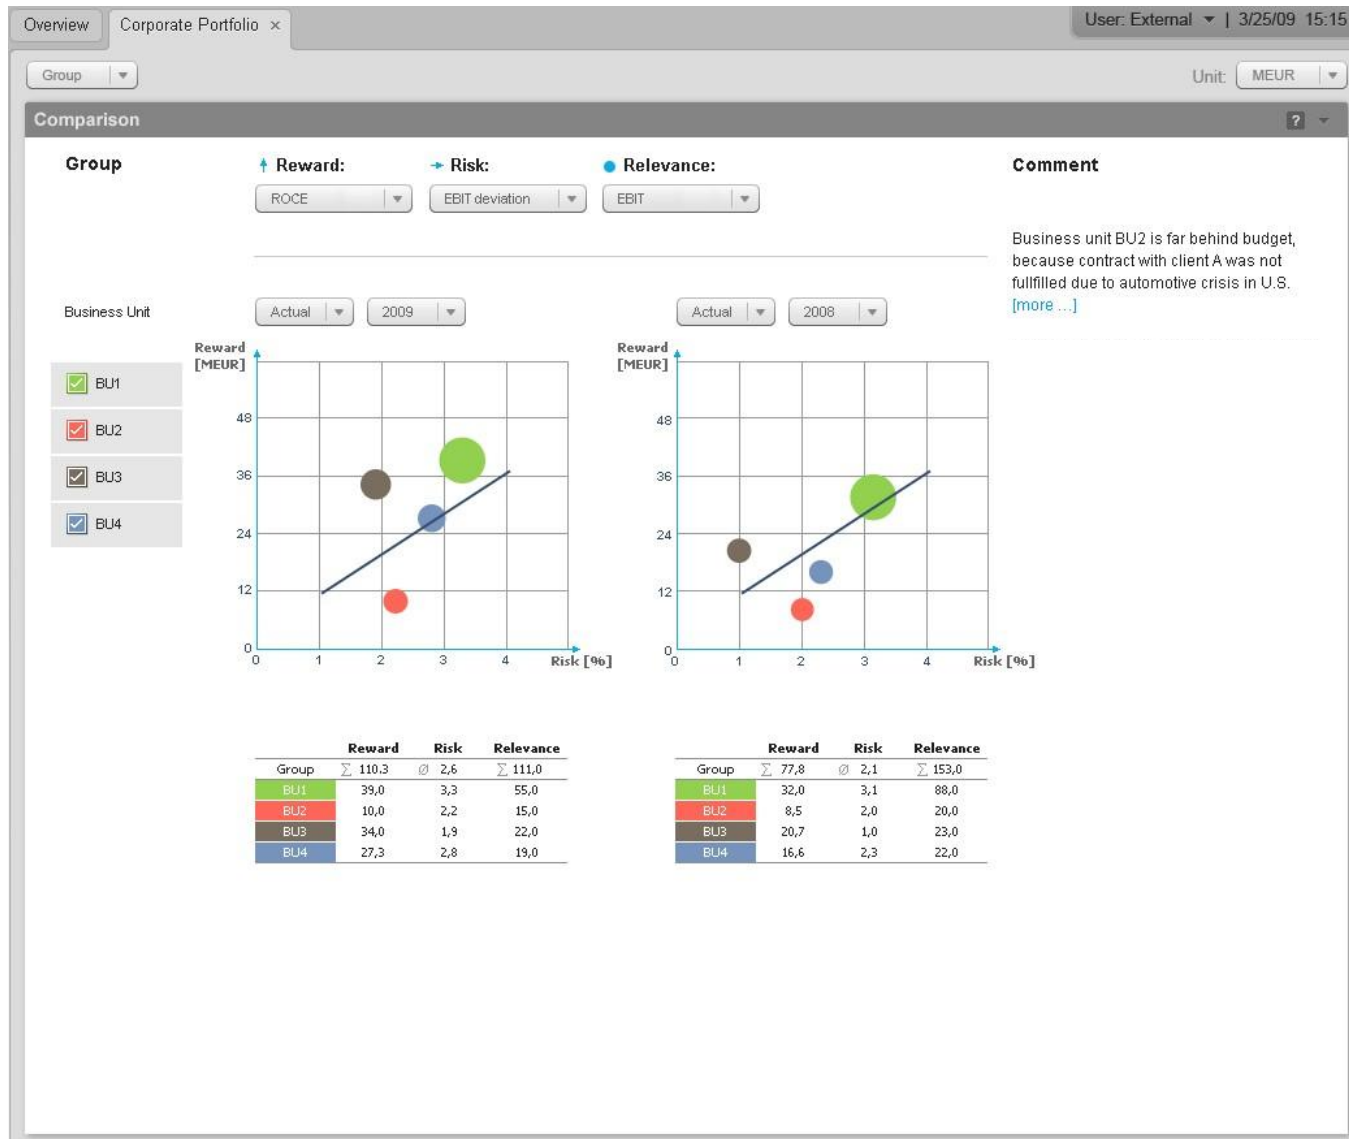 Overview
Corporate Portfolio ×
User: External | 3/25/09 15:15
Group
Unit: MEUR
Comparison
?
Group
Reward:
Risk:
Relevance:
Comment
ROCE
EBIT deviation
EBIT
Business unit BU2 is far behind budget,
because contract with client A was not
fullfilled due to automotive crisis in U.S.
[more ...]
Business Unit
Actual
2009
Actual
2008
BU1
BU2
BU3
BU4
Reward
[MEUR]
48
36
24
12
0
0 1 2 3 4 Risk [%]
Reward
[MEUR]
48
36
24
12
0
0 1 2 3 4 Risk [%]
Reward Risk Relevance
Group Σ 110.3 Ø 2,6 Σ 111,0
BU1 39,0 3,3 55,0
BU2 10,0 2,2 15,0
BU3 34,0 1,9 22,0
BU4 27,3 2,8 19,0
Reward Risk Relevance
Group Σ 77,8 Ø 2,1 Σ 153,0
BU1 32,0 3,1 88,0
BU2 8,5 2,0 20,0
BU3 20,7 1,0 23,0
BU4 16,6 2,3 22,0